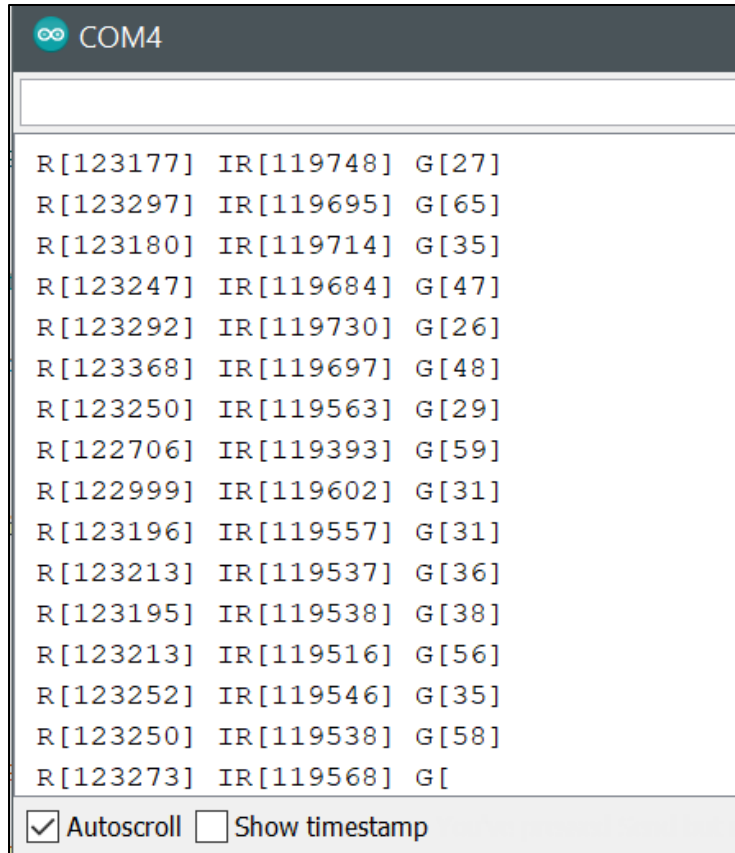 COM4
R[123177] IR[119748] G[27]
R[123297] IR[119695] G[65]
R[123180] IR[119714] G[35]
R[123247] IR[119684] G[47]
R[123292] IR[119730] G[26]
R[123368] IR[119697] G[48]
R[123250] IR[119563] G[29]
R[122706] IR[119393] G[59]
R[122999] IR[119602] G[31]
R[123196] IR[119557] G[31]
R[123213] IR[119537] G[36]
R[123195] IR[119538] G[38]
R[123213] IR[119516] G[56]
R[123252] IR[119546] G[35]
R[123250] IR[119538] G[58]
R[123273] IR[119568] G[
Autoscroll Show timestamp